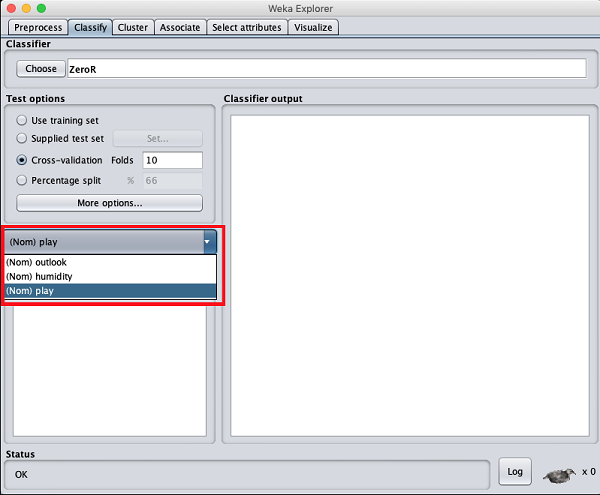 Weka Explorer
Preprocess Classify Cluster Associate Select attributes Visualize
Classifier
Choose ZeroR
Test options
Use training set
Supplied test set Set...
Cross-validation Folds 10
Percentage split % 66
More options...
(Nom) play
(Nom) outlook
(Nom) humidity
(Nom) play
Classifier output
Status
OK
Log
x 0